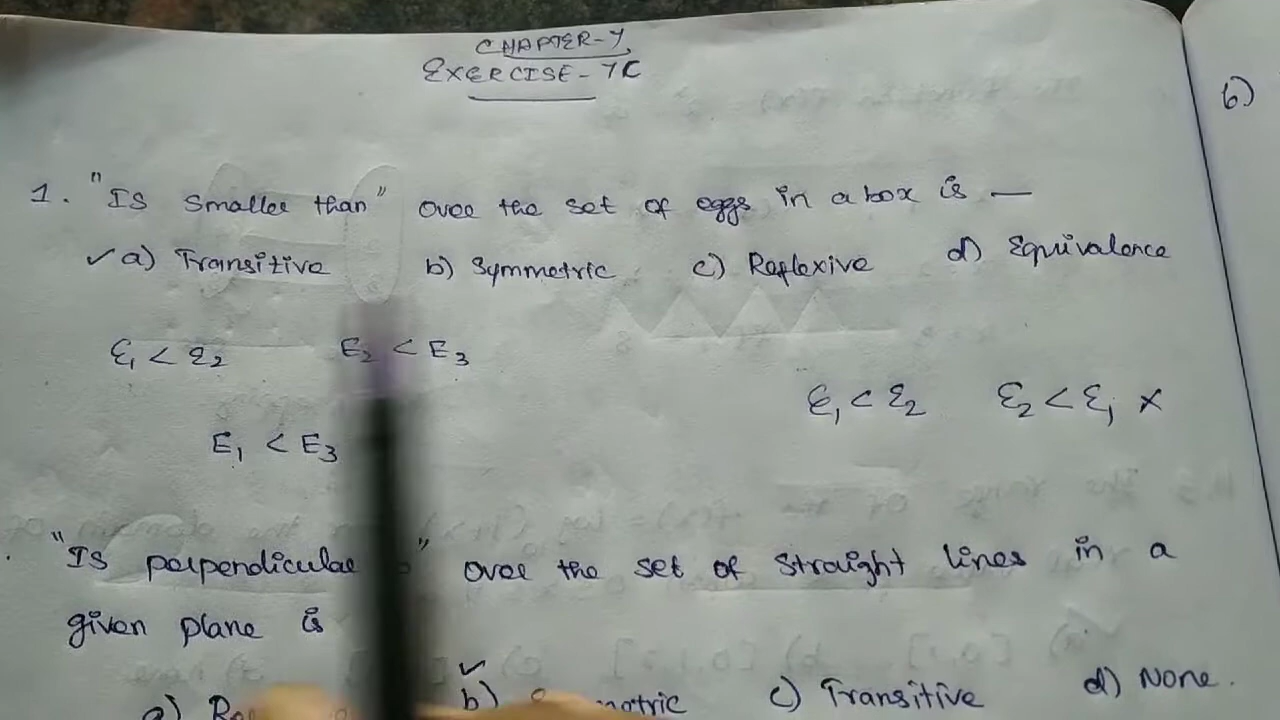 CHAPTER-7
EXERCISE-7C
6)
1. "Is smaller than" over the set of eggs in a box is —
✓ a) Transitive b) Symmetric c) Reflexive d) Equivalence
E₁ < E₂ E₂ < E₃
E₁ < E₂ E₂ < E₁ ×
E₁ < E₃
"Is perpendicular " over the set of straight lines in a
given plane is
✓
a) b) c) Transitive d) None.